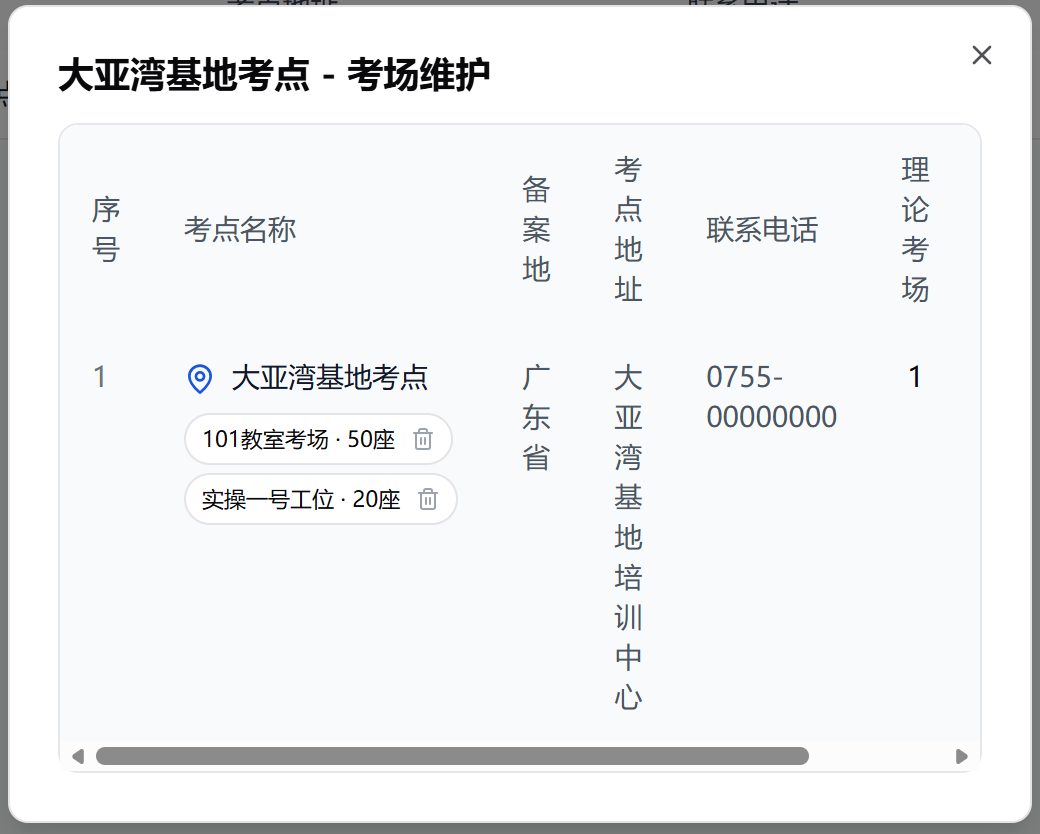 大亚湾基地考点 - 考场维护
序号
考点名称
备案地
考点地址
联系电话
理论考场
1
大亚湾基地考点
101教室考场 · 50座
实操一号工位 · 20座
广东省
大亚湾基地培训中心
0755-
00000000
1